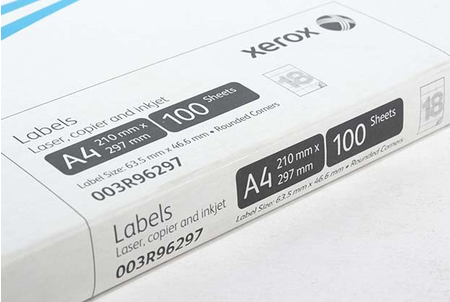 xerox
Labels
Laser, copier and inkjet
A4 210 mm x 297 mm 100 Sheets 18
Label Size: 63.5 mm x 46.6 mm • Rounded Corners
003R96297
Labels
Laser, copier and inkjet
A4 210 mm x 297 mm 100 Sheets 18
Label Size: 63.5 mm x 46.6 mm • Rounded Corners
003R96297